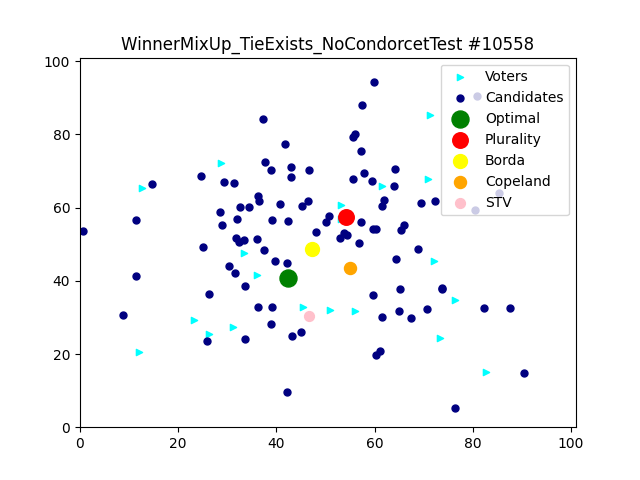 WinnerMixUp_TieExists_NoCondorcetTest #10558
100
80
60
40
20
0
0 20 40 60 80 100
Voters
Candidates
Optimal
Plurality
Borda
Copeland
STV